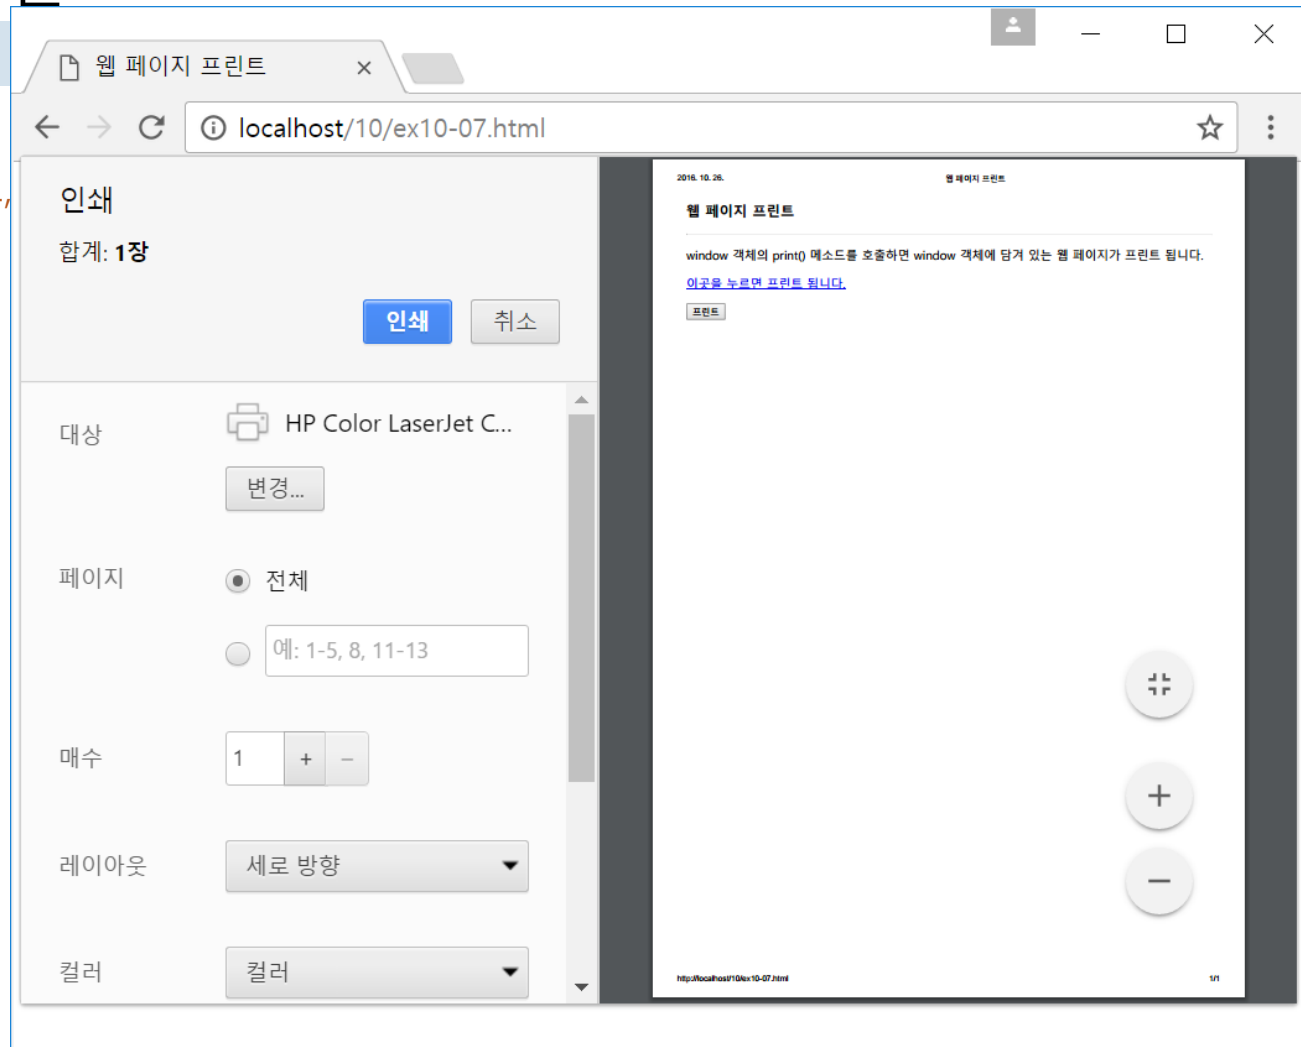 웹 페이지 프린트
localhost/10/ex10-07.html
인쇄
합계: 1장
인쇄 취소
대상 HP Color LaserJet C...
변경...
페이지 전체
예: 1-5, 8, 11-13
매수 1 + −
레이아웃 세로 방향
컬러 컬러
2016. 10. 26. 웹 페이지 프린트
웹 페이지 프린트
window 객체의 print() 메소드를 호출하면 window 객체에 담겨 있는 웹 페이지가 프린트 됩니다.
이곳을 누르면 프린트 됩니다.
프린트
http://localhost/10/ex10-07.html 1/1